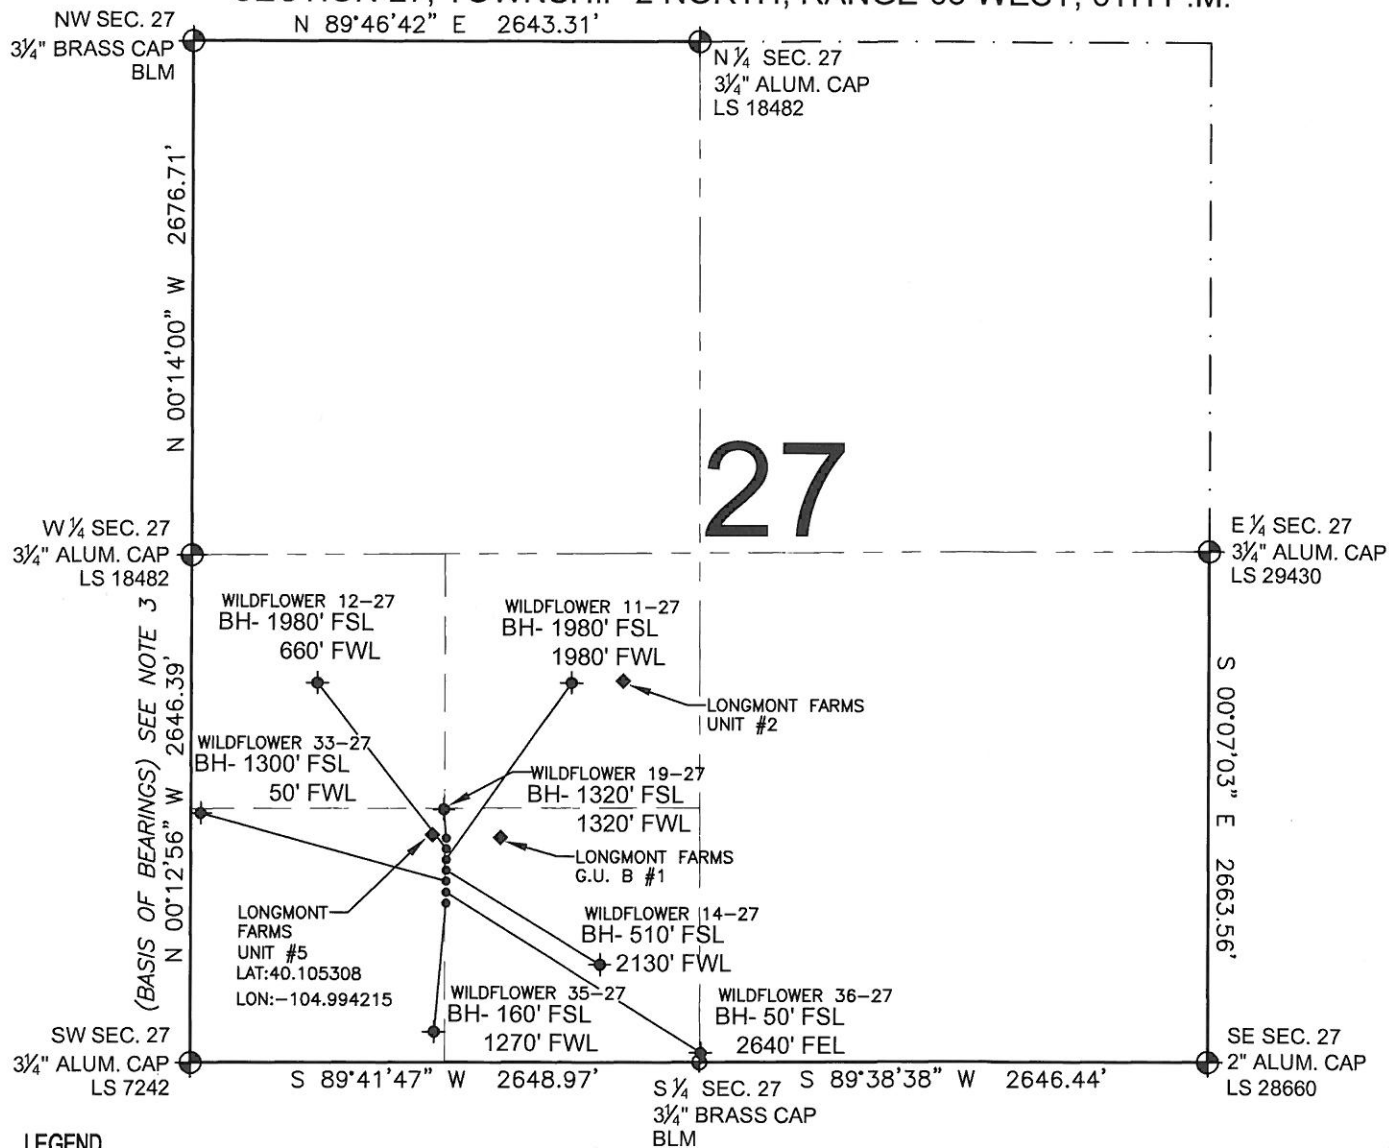 SECTION 27, TOWNSHIP 2 NORTH, RANGE 68 WEST, 6TH P.M.
NW SEC. 27
3¼" BRASS CAP
BLM
N 89°46'42" E 2643.31'
N ¼ SEC. 27
3¼" ALUM. CAP
LS 18482
N 00°14'00" W 2676.71'
27
W ¼ SEC. 27
3¼" ALUM. CAP
LS 18482
E ¼ SEC. 27
3¼" ALUM. CAP
LS 29430
(BASIS OF BEARINGS) SEE NOTE 3
N 00°12'56" W 2646.39'
WILDFLOWER 12-27
BH- 1980' FSL
660' FWL
WILDFLOWER 11-27
BH- 1980' FSL
1980' FWL
LONGMONT FARMS
UNIT #2
S 00°07'03" E 2663.56'
WILDFLOWER 33-27
BH- 1300' FSL
50' FWL
WILDFLOWER 19-27
BH- 1320' FSL
1320' FWL
LONGMONT FARMS
G.U. B #1
LONGMONT
FARMS
UNIT #5
LAT:40.105308
LON:-104.994215
WILDFLOWER 14-27
BH- 510' FSL
2130' FWL
WILDFLOWER 35-27
BH- 160' FSL
1270' FWL
WILDFLOWER 36-27
BH- 50' FSL
2640' FEL
SW SEC. 27
3¼" ALUM. CAP
LS 7242
S 89°41'47" W 2648.97'
S ¼ SEC. 27
3¼" BRASS CAP
BLM
S 89°38'38" W 2646.44'
SE SEC. 27
2" ALUM. CAP
LS 28660
LEGEND